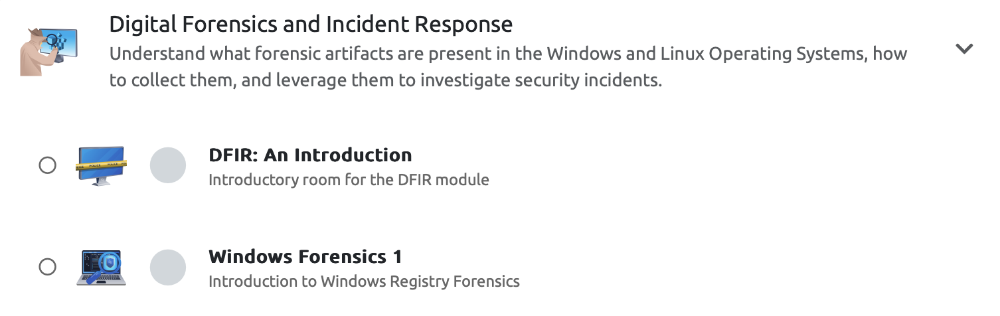 Digital Forensics and Incident Response
Understand what forensic artifacts are present in the Windows and Linux Operating Systems, how
to collect them, and leverage them to investigate security incidents.
DFIR: An Introduction
Introductory room for the DFIR module
POLICE POLICE
Windows Forensics 1
Introduction to Windows Registry Forensics